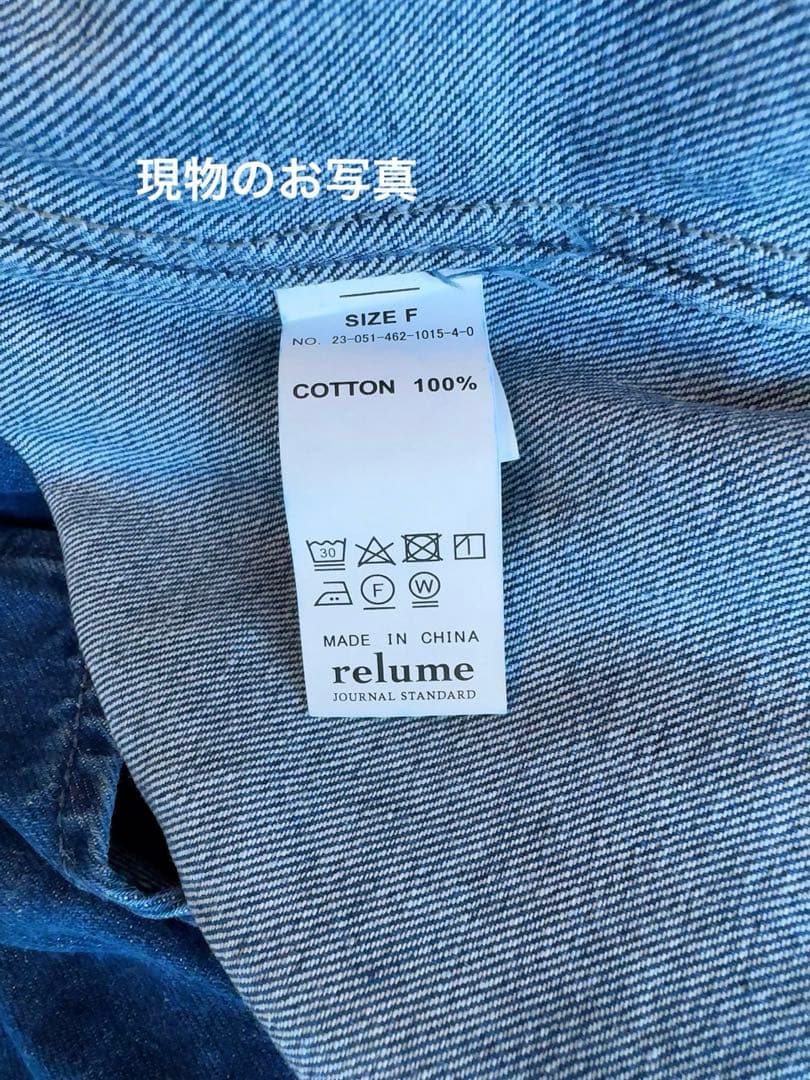 現物のお写真
SIZE F
NO. 23-051-462-1015-4-0
COTTON 100%
30
F W
MADE IN CHINA
relume
JOURNAL STANDARD